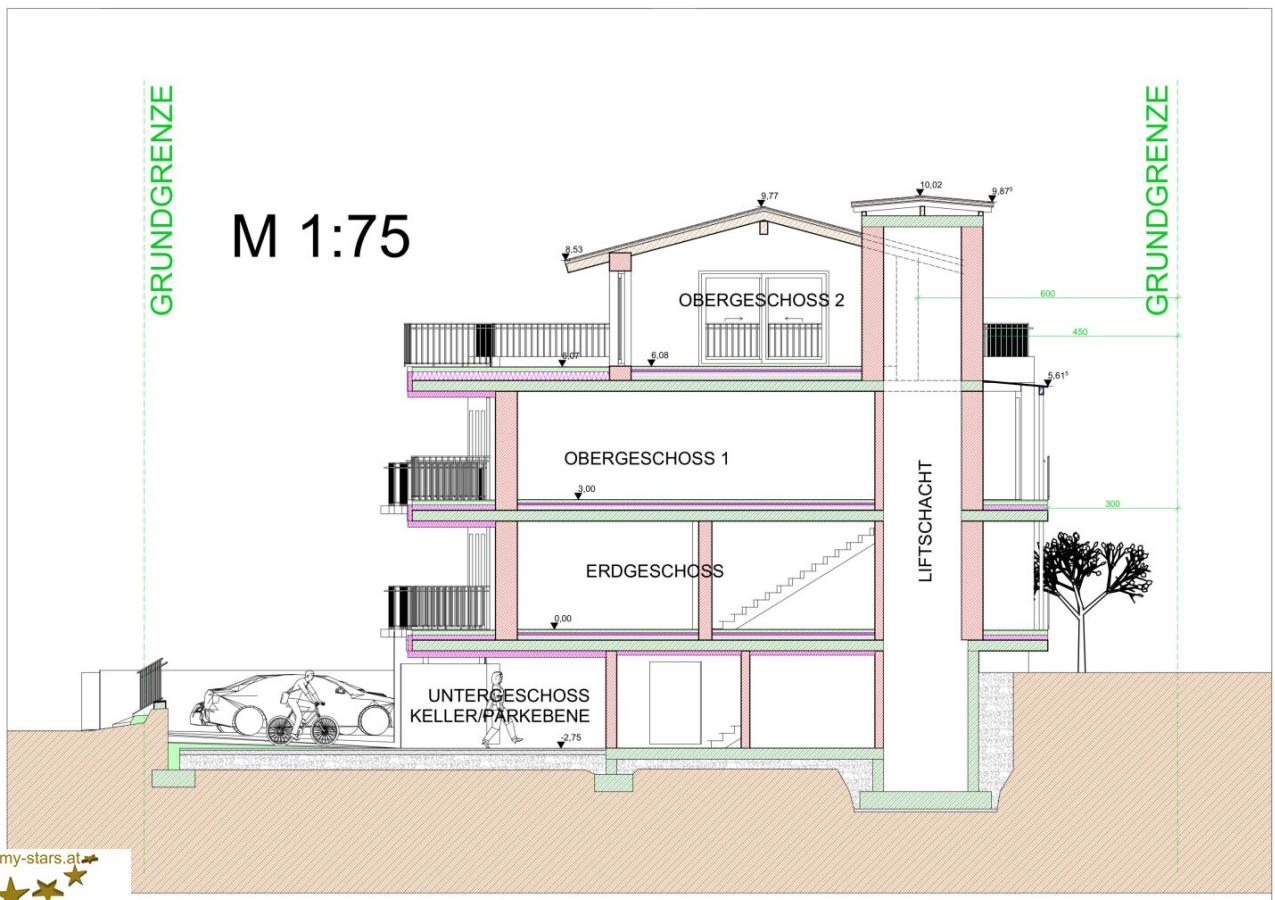 GRUNDGRENZE
GRUNDGRENZE
M 1:75
10,02
9,87⁵
9,77
8,53
OBERGESCHOSS 2
600
450
6,07
6,08
5,61⁵
OBERGESCHOSS 1
3,00
300
LIFTSCHACHT
ERDGESCHOSS
0,00
UNTERGESCHOSS
KELLER/PARKEBENE
-2,75
my-stars.at